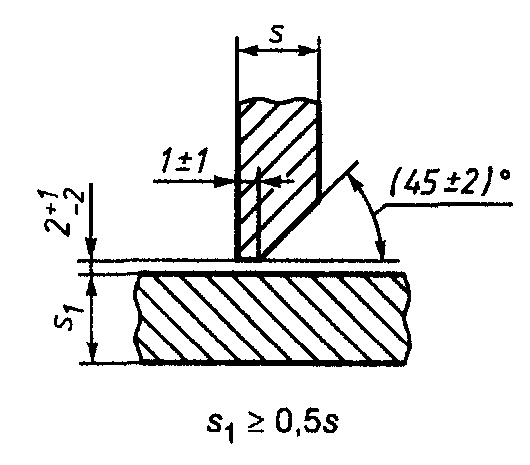 s
1±1
(45±2)°
2+1-2
s1
s1 ≥ 0,5s